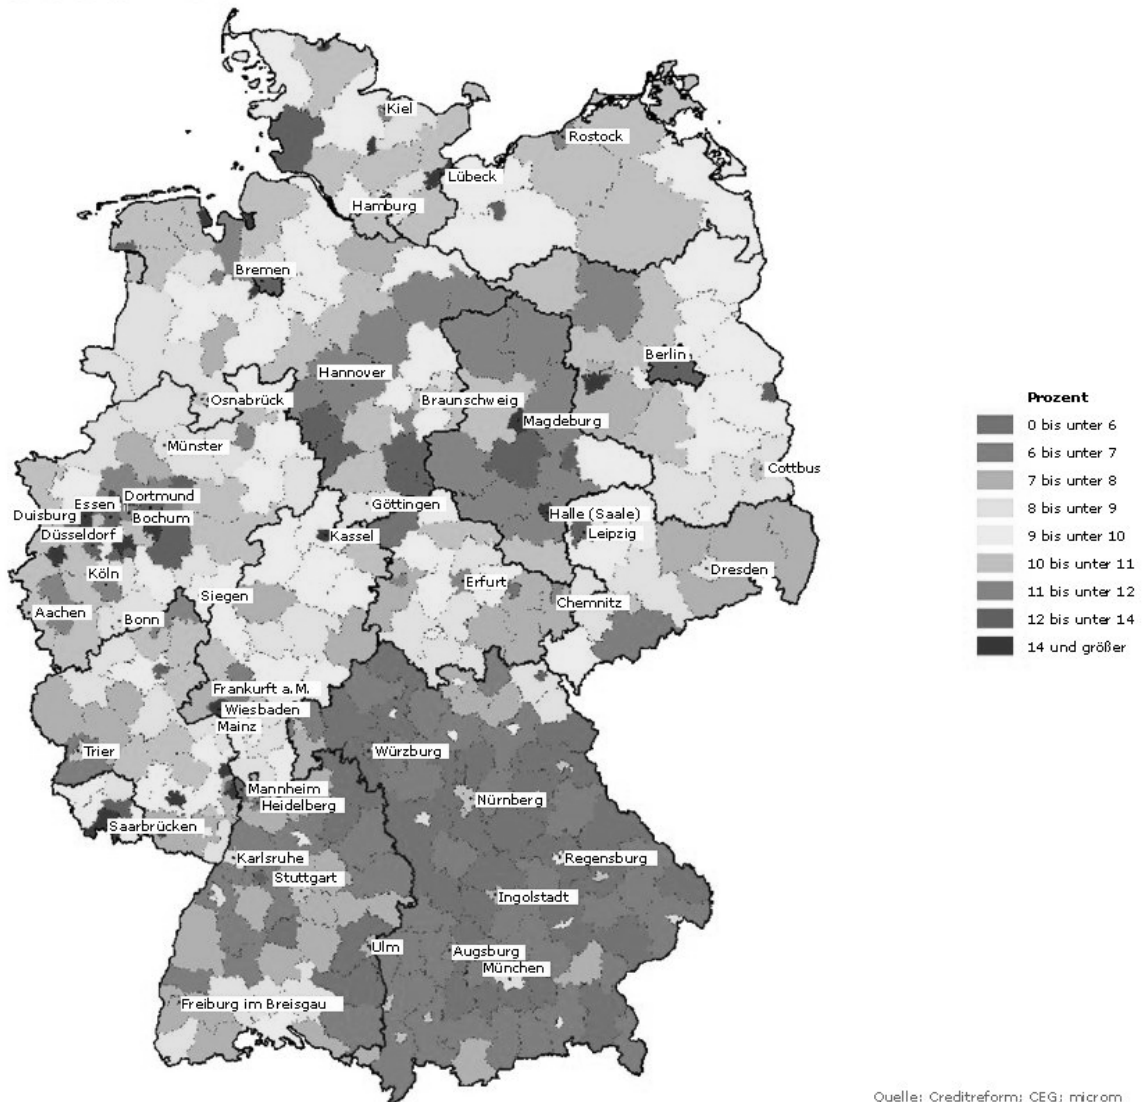 Kiel
Rostock
Lübeck
Hamburg
Bremen
Berlin
Hannover
Osnabrück
Braunschweig
Magdeburg
Münster
Cottbus
Dortmund
Essen
Göttingen
Duisburg
Bochum
Halle (Saale)
Düsseldorf
Kassel
Leipzig
Köln
Erfurt
Dresden
Siegen
Chemnitz
Aachen
Bonn
Frankurft a.M.
Wiesbaden
Mainz
Trier
Würzburg
Mannheim
Heidelberg
Nürnberg
Saarbrücken
Karlsruhe
Regensburg
Stuttgart
Ingolstadt
Ulm
Augsburg
München
Freiburg im Breisgau
Prozent
0 bis unter 6
6 bis unter 7
7 bis unter 8
8 bis unter 9
9 bis unter 10
10 bis unter 11
11 bis unter 12
12 bis unter 14
14 und größer
Quelle: Creditreform; CEG; microm